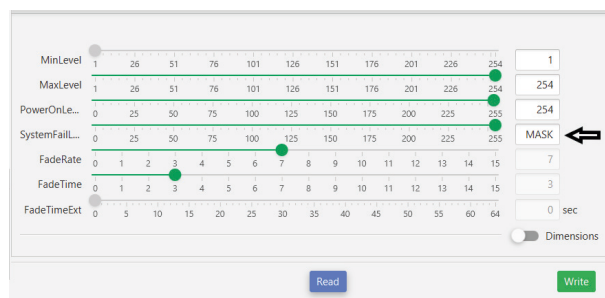 MinLevel 1 26 51 76 101 126 151 176 201 226 254 1
MaxLevel 1 26 51 76 101 126 151 176 201 226 254 254
PowerOnLe... 0 25 50 75 100 125 150 175 200 225 255 254
SystemFailL... 0 25 50 75 100 125 150 175 200 225 255 MASK
FadeRate 0 1 2 3 4 5 6 7 8 9 10 11 12 13 14 15 7
FadeTime 0 1 2 3 4 5 6 7 8 9 10 11 12 13 14 15 3
FadeTimeExt 0 5 10 15 20 25 30 35 40 45 50 55 60 64 0 sec
Dimensions
Read Write